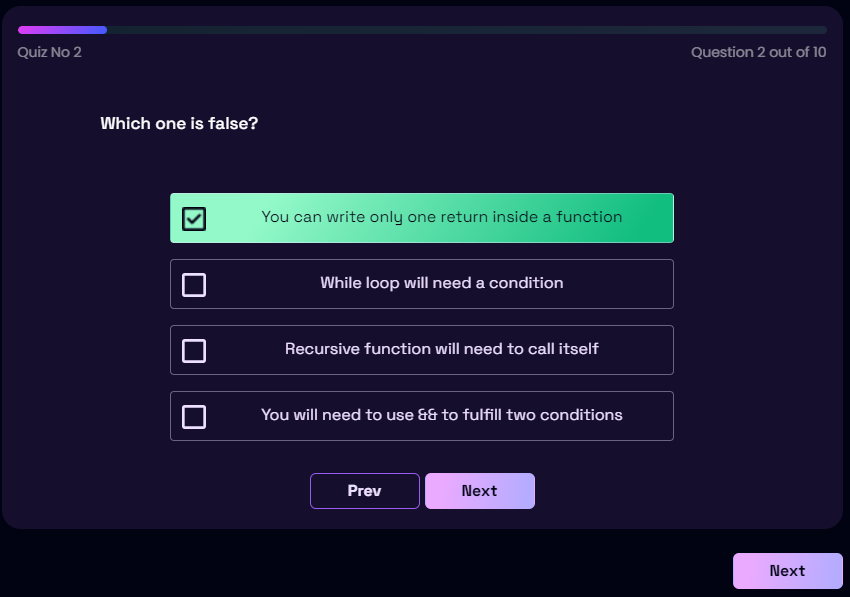 Quiz No 2
Question 2 out of 10
Which one is false?
You can write only one return inside a function
While loop will need a condition
Recursive function will need to call itself
You will need to use && to fulfill two conditions
Prev
Next
Next